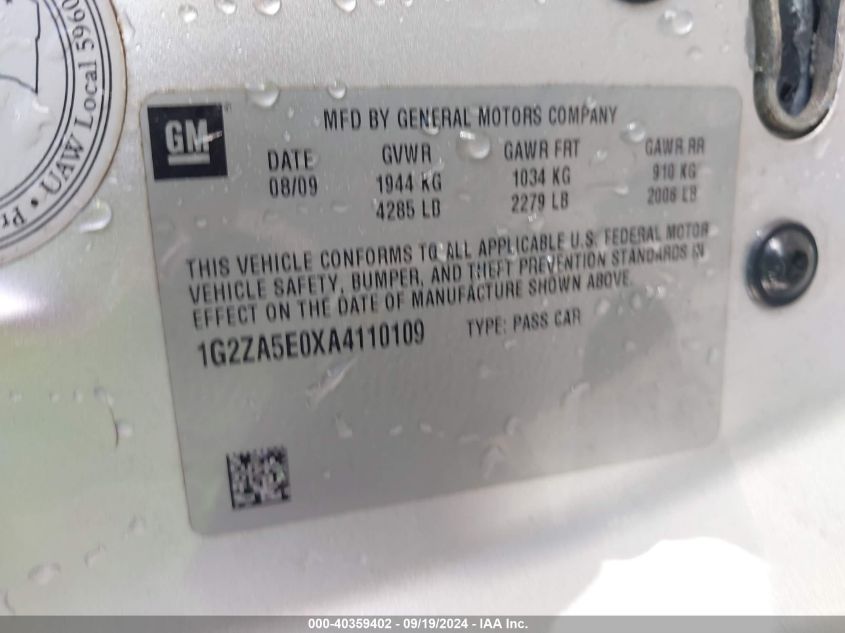 UAW Local 5960
GM
MFD BY GENERAL MOTORS COMPANY
DATE GVWR GAWR FRT GAWR RR
08/09 1944 KG 1034 KG 910 KG
4285 LB 2279 LB 2006 LB
THIS VEHICLE CONFORMS TO ALL APPLICABLE U.S. FEDERAL MOTOR
VEHICLE SAFETY, BUMPER, AND THEFT PREVENTION STANDARDS IN
EFFECT ON THE DATE OF MANUFACTURE SHOWN ABOVE.
1G2ZA5E0XA4110109 TYPE: PASS CAR
000-40359402 - 09/19/2024 - IAA Inc.